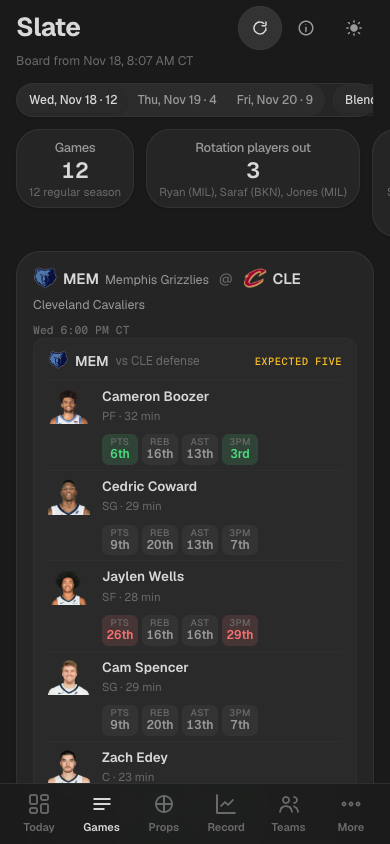 Slate
Board from Nov 18, 8:07 AM CT
Wed, Nov 18 · 12 Thu, Nov 19 · 4 Fri, Nov 20 · 9 Blend
Games
12
12 regular season
Rotation players out
3
Ryan (MIL), Saraf (BKN), Jones (MIL)
MEM Memphis Grizzlies @ CLE
Cleveland Cavaliers
Wed 6:00 PM CT
MEM vs CLE defense EXPECTED FIVE
Cameron Boozer
PF · 32 min
PTS REB AST 3PM
6th 16th 13th 3rd
Cedric Coward
SG · 29 min
PTS REB AST 3PM
9th 20th 13th 7th
Jaylen Wells
SF · 28 min
PTS REB AST 3PM
26th 16th 16th 29th
Cam Spencer
SG · 29 min
PTS REB AST 3PM
9th 20th 13th 7th
Zach Edey
C · 23 min
Today Games Props Record Teams More